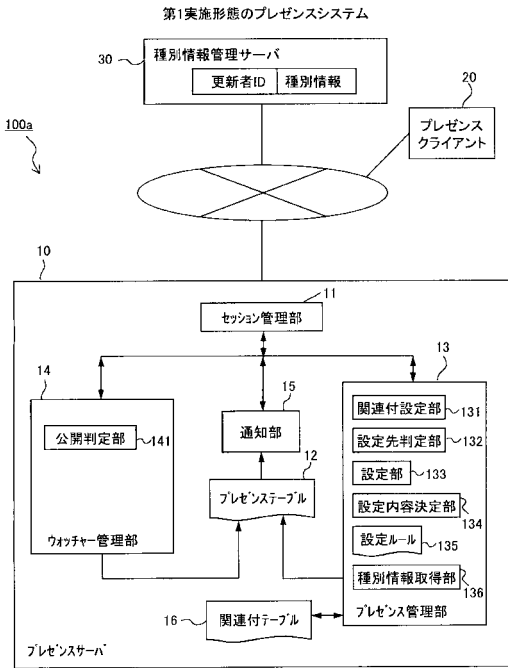 第1実施形態のプレゼンスシステム
種別情報管理サーバ
30
更新者ID 種別情報
20
プレゼンス
クライアント
100a
10
11
セッション管理部
14
公開判定部 141
ウォッチャー管理部
15
通知部
12
プレゼンステーブル
13
関連付設定部 131
設定先判定部 132
設定部 133
設定内容決定部 134
設定ルール 135
種別情報取得部 136
プレゼンス管理部
16 関連付テーブル
プレゼンスサーバ